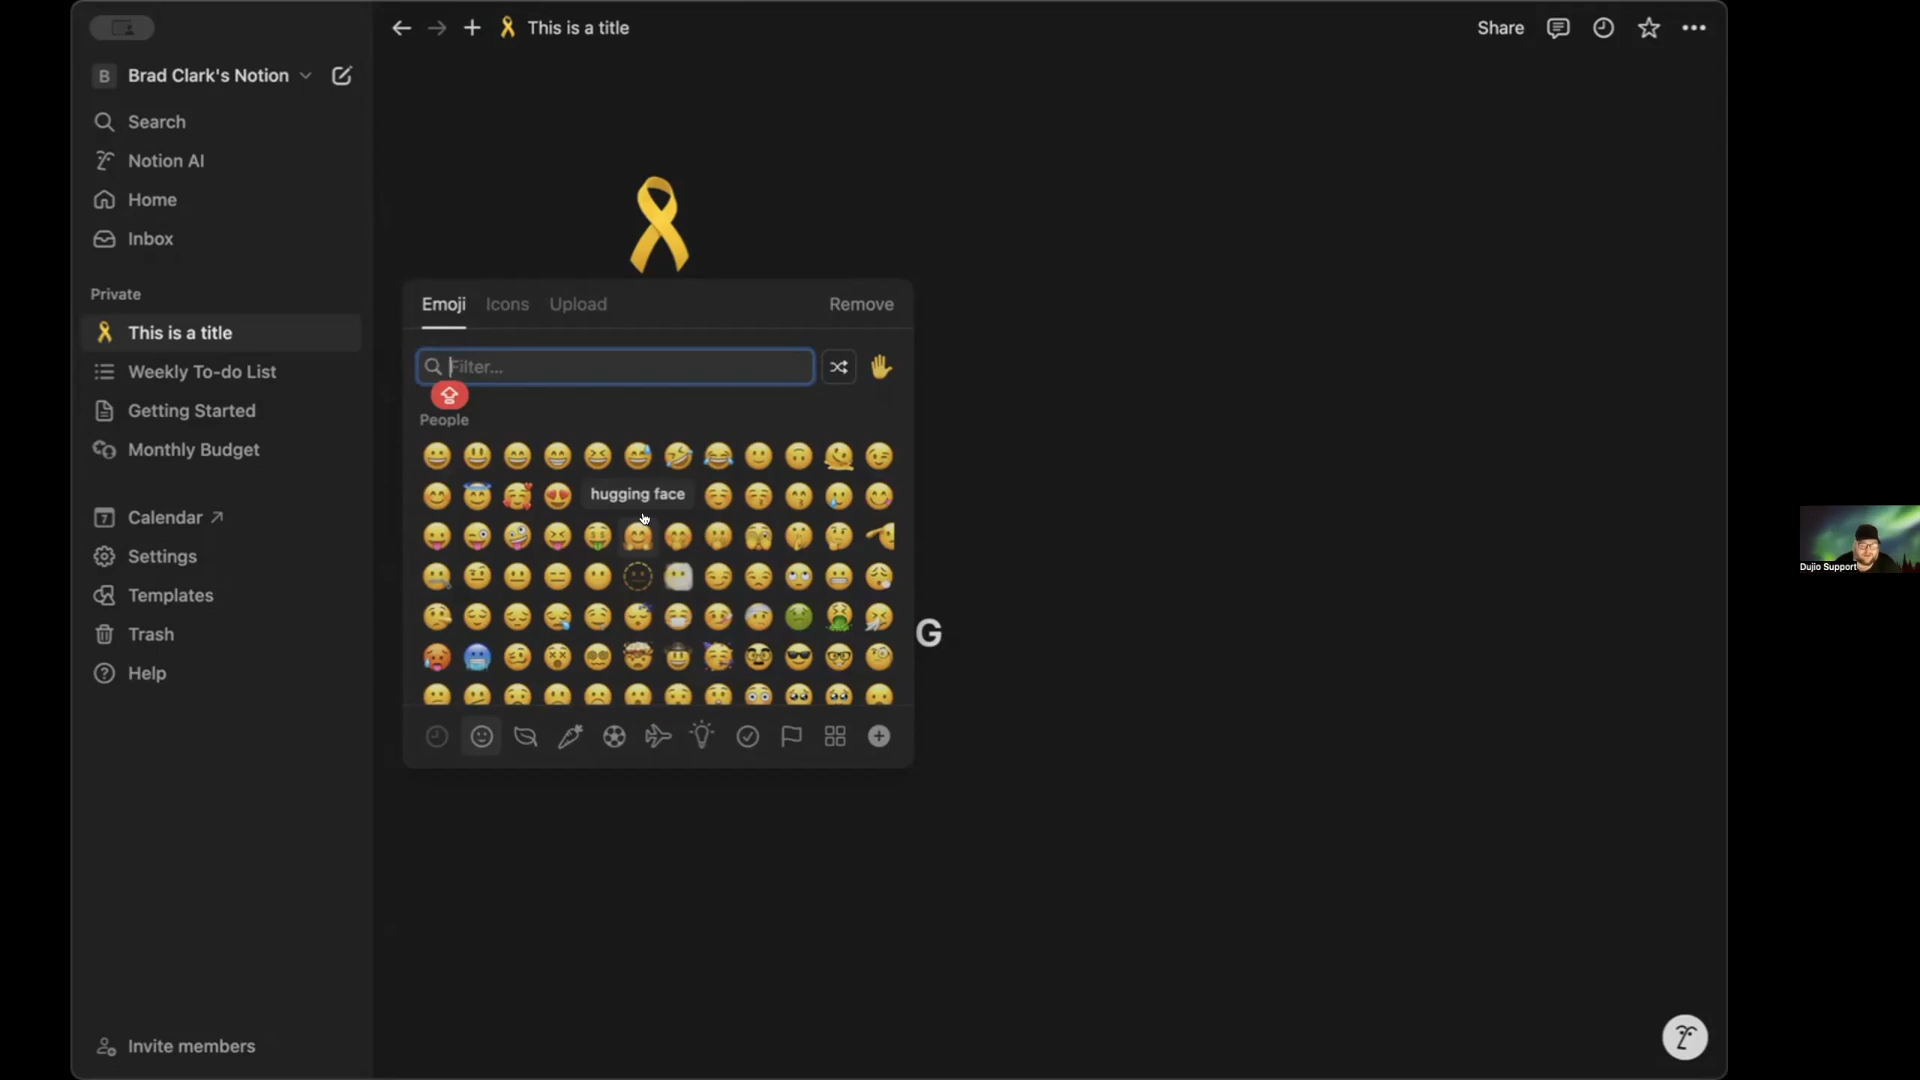 This is a title
Share
B Brad Clark's Notion
Search
Notion AI
Home
Inbox
Private
This is a title
Weekly To-do List
Getting Started
Monthly Budget
7 Calendar
Settings
Templates
Trash
Help
Invite members
Emoji Icons Upload Remove
Filter...
People
hugging face
G
Dujio Support